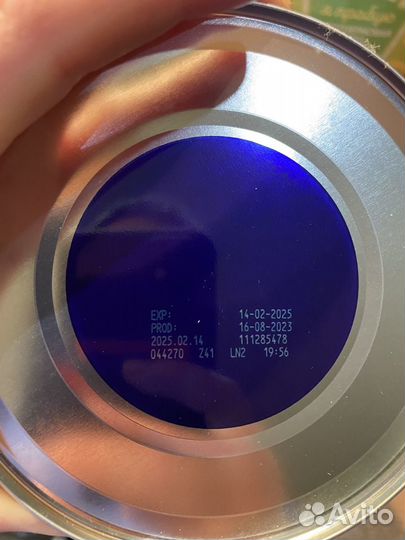 EXP: 14-02-2025
PROD: 16-08-2023
2025.02.14 111285478
044270 Z41 LN2 19:56
Avito